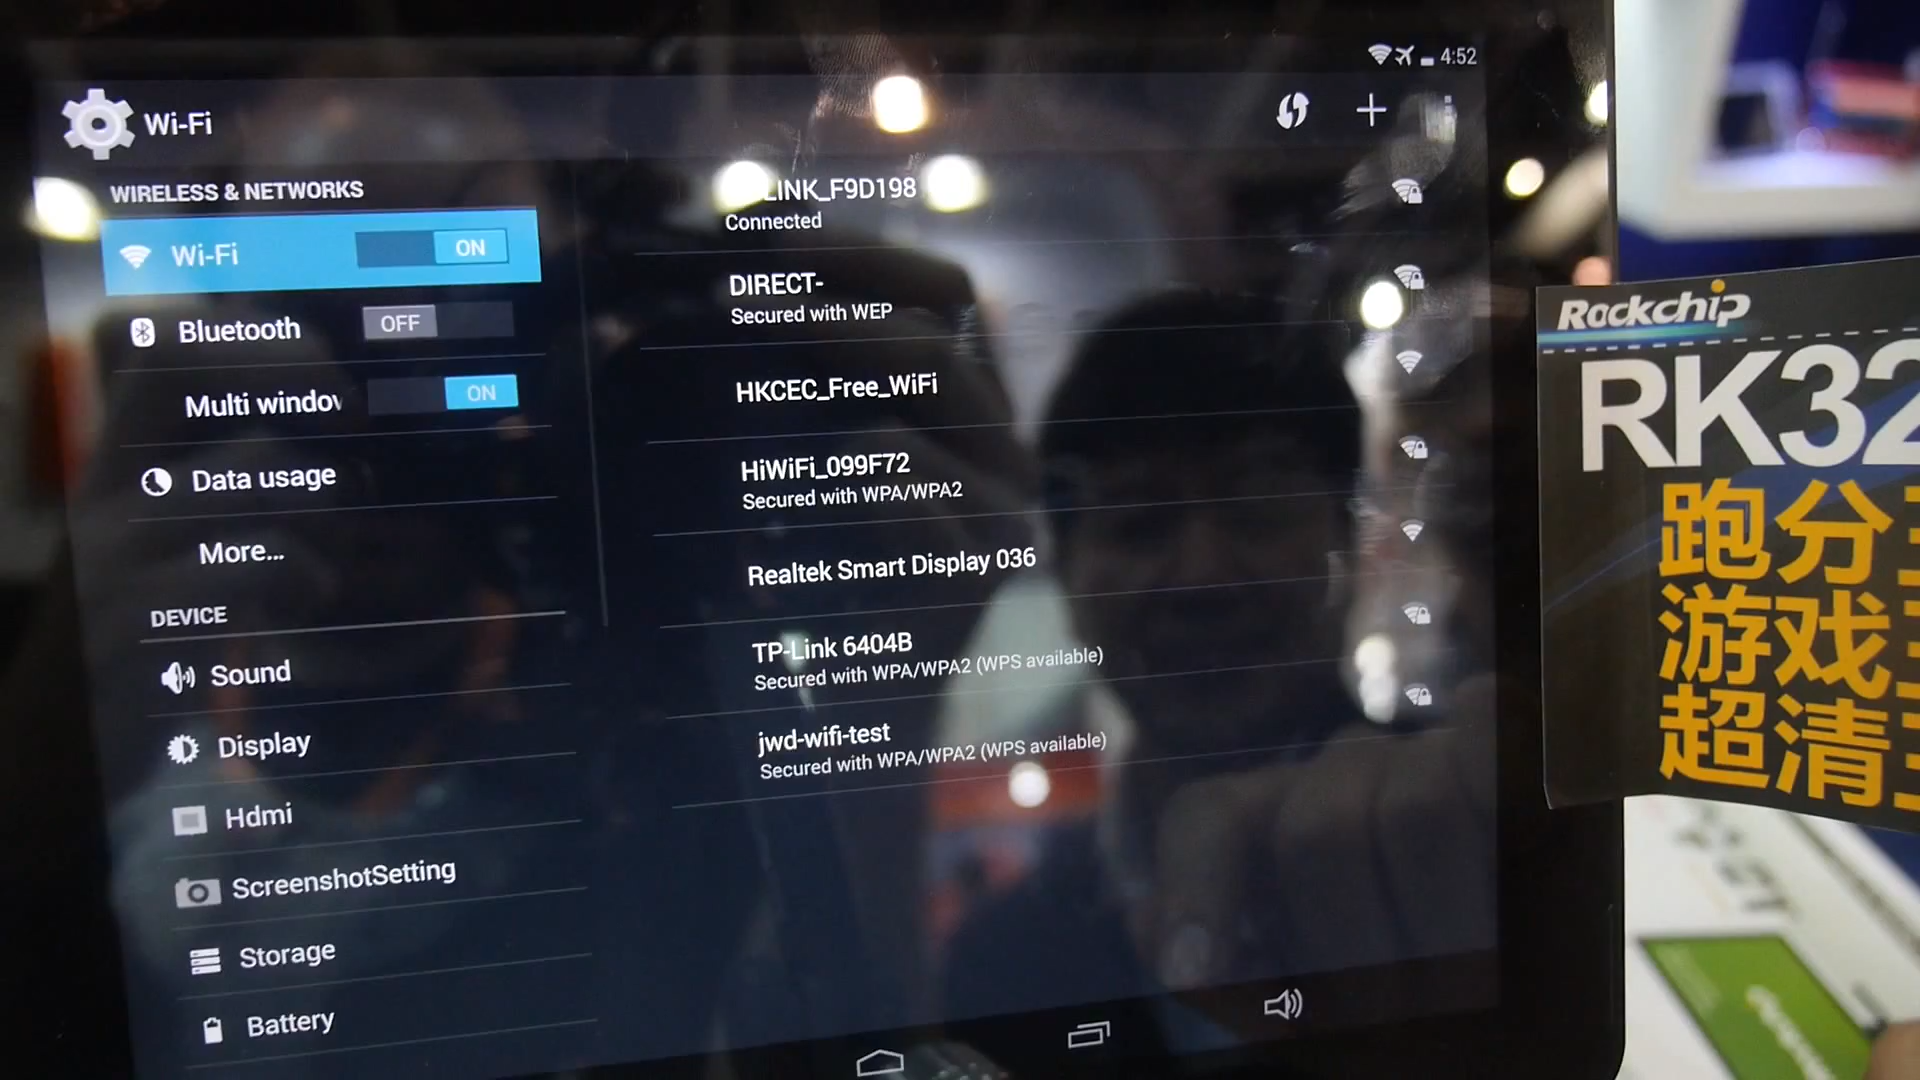 4:52
Wi-Fi
WIRELESS & NETWORKS
Wi-Fi ON
Bluetooth OFF
Multi windov ON
Data usage
More...
DEVICE
Sound
Display
Hdmi
ScreenshotSetting
Storage
Battery
LINK_F9D198
Connected
DIRECT-
Secured with WEP
HKCEC_Free_WiFi
HiWiFi_099F72
Secured with WPA/WPA2
Realtek Smart Display 036
TP-Link 6404B
Secured with WPA/WPA2 (WPS available)
jwd-wifi-test
Secured with WPA/WPA2 (WPS available)
Rockchip
RK32
跑分
游戏
超清